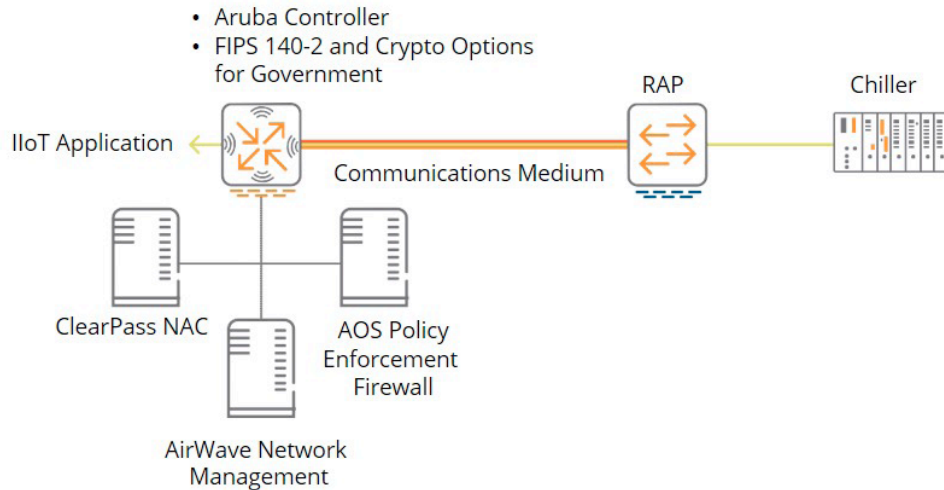 • Aruba Controller
• FIPS 140-2 and Crypto Options
for Government
RAP
Chiller
IIoT Application
Communications Medium
ClearPass NAC
AOS Policy
Enforcement
Firewall
AirWave Network
Management